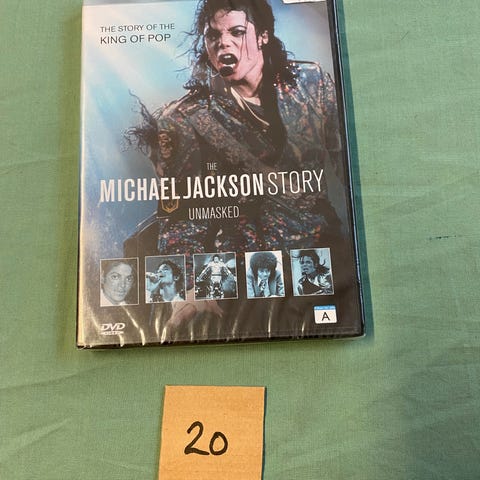 THE STORY OF THE
KING OF POP
THE
MICHAEL JACKSON STORY
UNMASKED
DVD
A
20